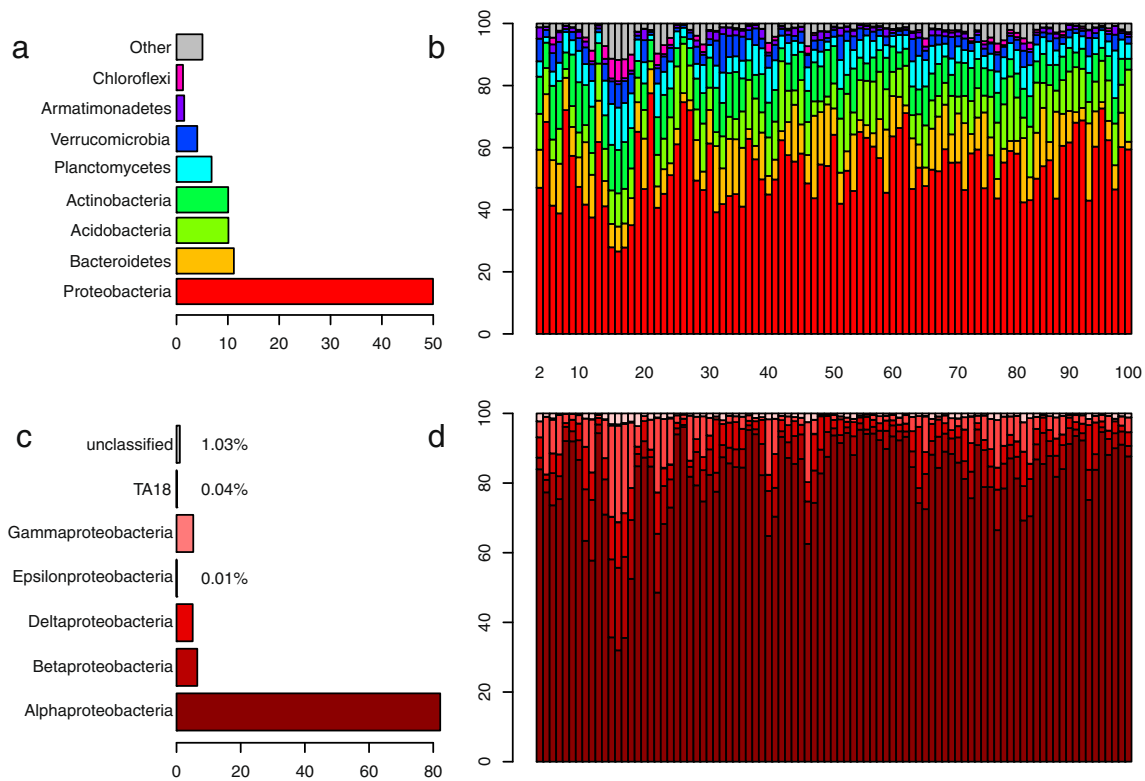 a
Other
Chloroflexi
Armatimonadetes
Verrucomicrobia
Planctomycetes
Actinobacteria
Acidobacteria
Bacteroidetes
Proteobacteria
0 10 20 30 40 50
b
100
80
60
40
20
0
2 10 20 30 40 50 60 70 80 90 100
c
unclassified 1.03%
TA18 0.04%
Gammaproteobacteria
Epsilonproteobacteria 0.01%
Deltaproteobacteria
Betaproteobacteria
Alphaproteobacteria
0 20 40 60 80
d
100
80
60
40
20
0